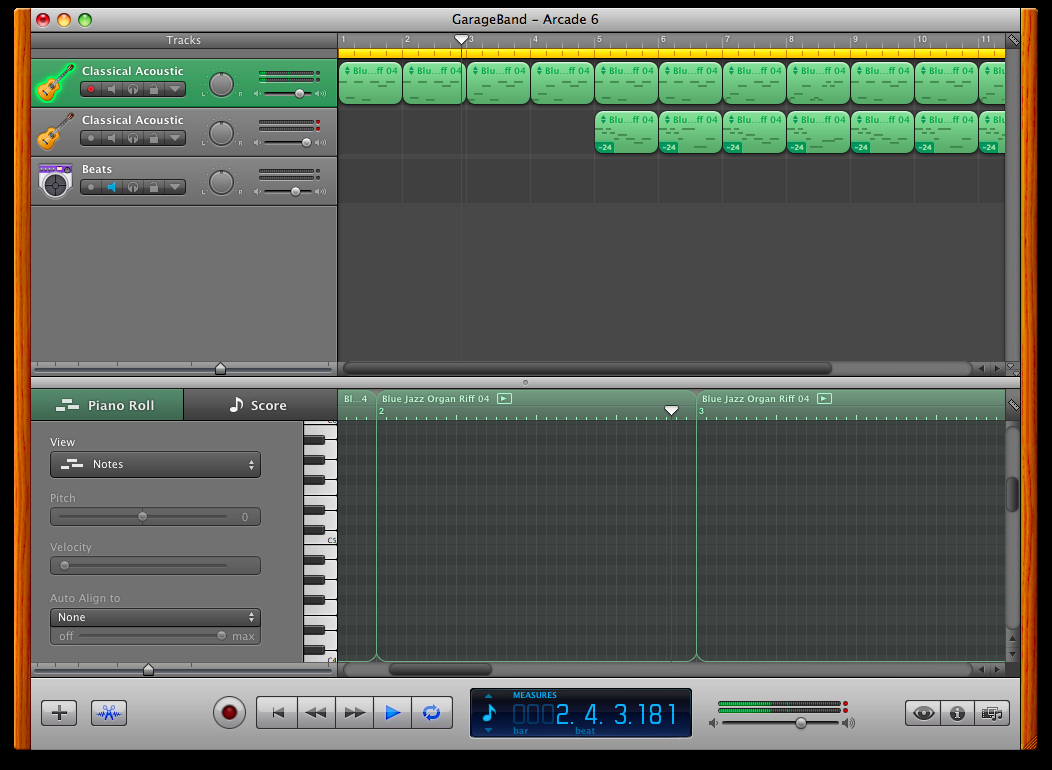 GarageBand – Arcade 6
Tracks
1 2 3 4 5 6 7 8 9 10 11
Classical Acoustic
L R
Blu...ff 04 Blu...ff 04 Blu...ff 04 Blu...ff 04 Blu...ff 04 Blu...ff 04 Blu...ff 04 Blu...ff 04 Blu...ff 04 Blu...ff 04 Blu
Classical Acoustic
L R
Blu...ff 04 Blu...ff 04 Blu...ff 04 Blu...ff 04 Blu...ff 04 Blu...ff 04 Blu
-24 -24 -24 -24 -24 -24 -24
Beats
L R
Piano Roll Score
Bl...4 Blue Jazz Organ Riff 04 Blue Jazz Organ Riff 04
2 3
View
Notes
Pitch
0
C5
Velocity
Auto Align to
None
off max
C4
MEASURES
0002. 4. 3.181
bar beat